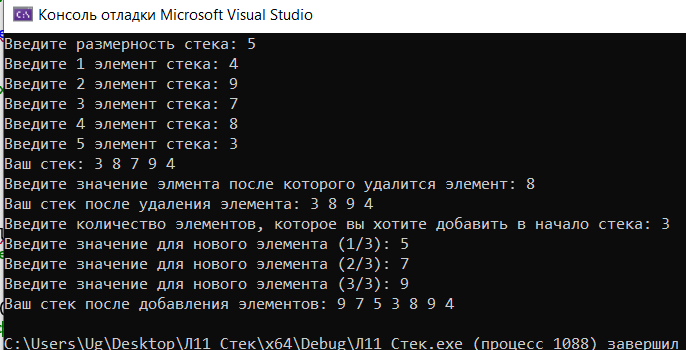 Консоль отладки Microsoft Visual Studio
Введите размерность стека: 5
Введите 1 элемент стека: 4
Введите 2 элемент стека: 9
Введите 3 элемент стека: 7
Введите 4 элемент стека: 8
Введите 5 элемент стека: 3
Ваш стек: 3 8 7 9 4
Введите значение элмента после которого удалится элемент: 8
Ваш стек после удаления элемента: 3 8 9 4
Введите количество элементов, которое вы хотите добавить в начало стека: 3
Введите значение для нового элемента (1/3): 5
Введите значение для нового элемента (2/3): 7
Введите значение для нового элемента (3/3): 9
Ваш стек после добавления элементов: 9 7 5 3 8 9 4
C:\Users\Ug\Desktop\Л11 Стек\x64\Debug\Л11 Стек.exe (процесс 1088) завершил